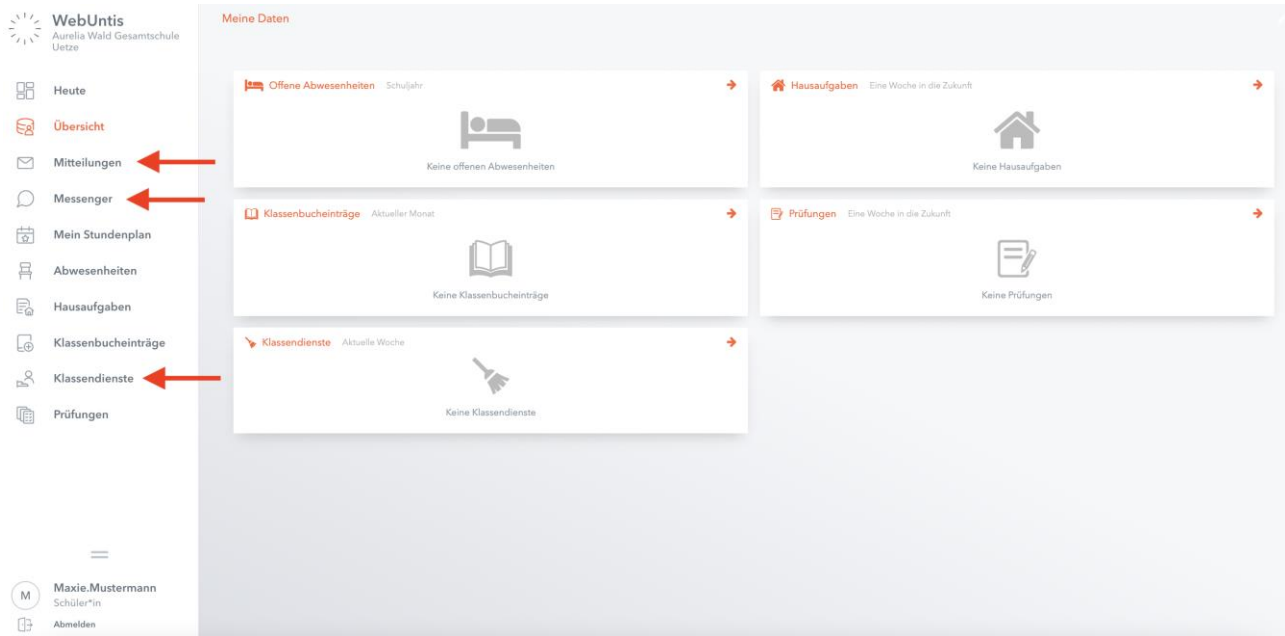 WebUntis
Aurelia Wald Gesamtschule
Uetze
Heute
Übersicht
Mitteilungen
Messenger
Mein Stundenplan
Abwesenheiten
Hausaufgaben
Klassenbucheinträge
Klassendienste
Prüfungen
M
Maxie.Mustermann
Schüler*in
Abmelden
Meine Daten
Offene Abwesenheiten Schuljahr
Keine offenen Abwesenheiten
Hausaufgaben Eine Woche in die Zukunft
Keine Hausaufgaben
Klassenbucheinträge Aktueller Monat
Keine Klassenbucheinträge
Prüfungen Eine Woche in die Zukunft
Keine Prüfungen
Klassendienste Aktuelle Woche
Keine Klassendienste